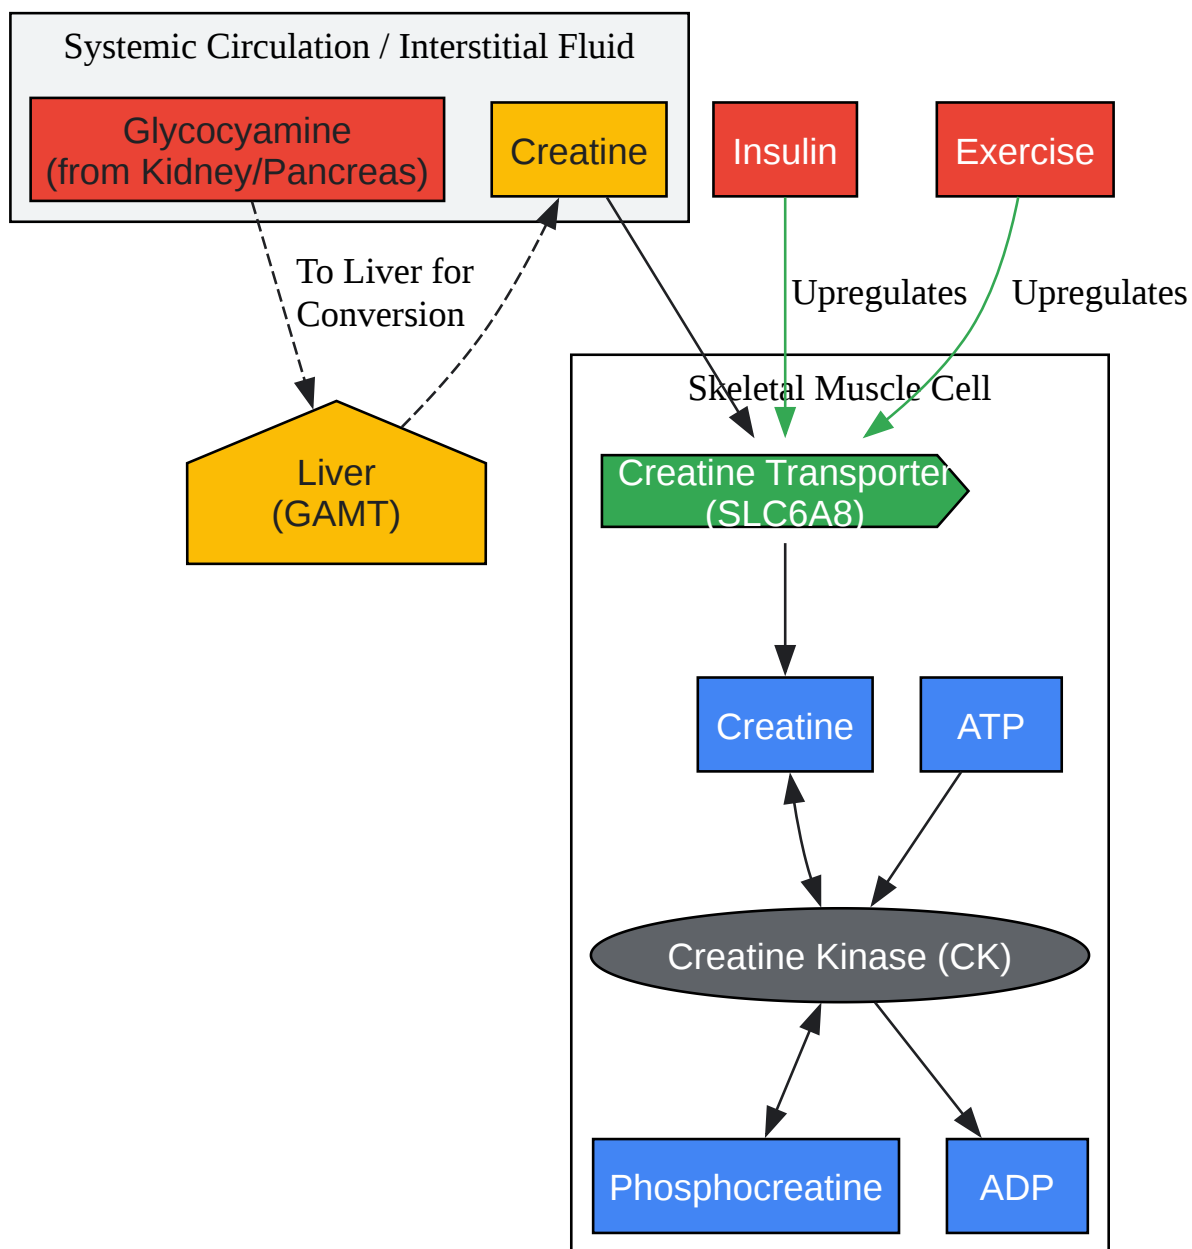 Systemic Circulation / Interstitial Fluid
Glycocyamine
(from Kidney/Pancreas)
Creatine
Insulin
Exercise
To Liver for
Conversion
Upregulates
Upregulates
Skeletal Muscle Cell
Liver
(GAMT)
Creatine Transporter
(SLC6A8)
Creatine
ATP
Creatine Kinase (CK)
Phosphocreatine
ADP